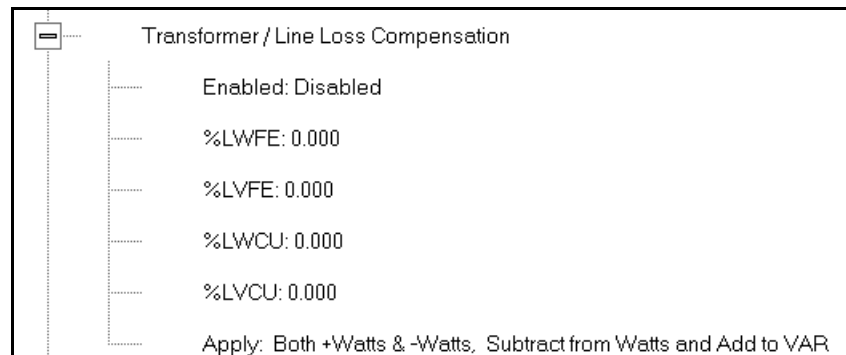 Transformer / Line Loss Compensation
Enabled: Disabled
%LWFE: 0.000
%LVFE: 0.000
%LWCU: 0.000
%LVCU: 0.000
Apply: Both +Watts & -Watts, Subtract from Watts and Add to VAR